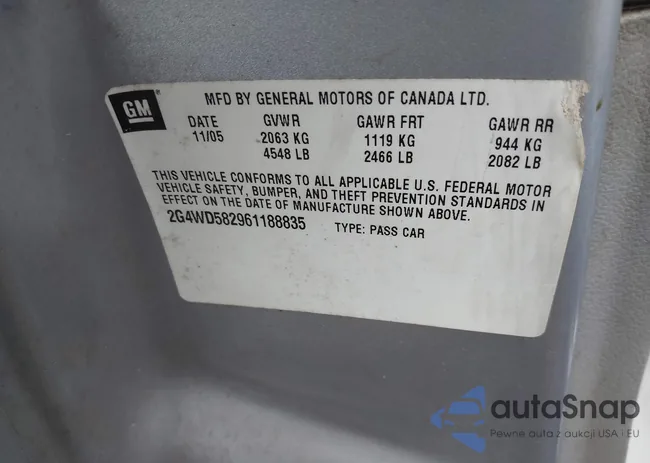 GM
MFD BY GENERAL MOTORS OF CANADA LTD.
DATE GVWR GAWR FRT GAWR RR
11/05 2063 KG 1119 KG 944 KG
4548 LB 2466 LB 2082 LB
THIS VEHICLE CONFORMS TO ALL APPLICABLE U.S. FEDERAL MOTOR
VEHICLE SAFETY, BUMPER, AND THEFT PREVENTION STANDARDS IN
EFFECT ON THE DATE OF MANUFACTURE SHOWN ABOVE.
2G4WD582961188835 TYPE: PASS CAR
autaSnap
Pewne auta z aukcji USA i EU